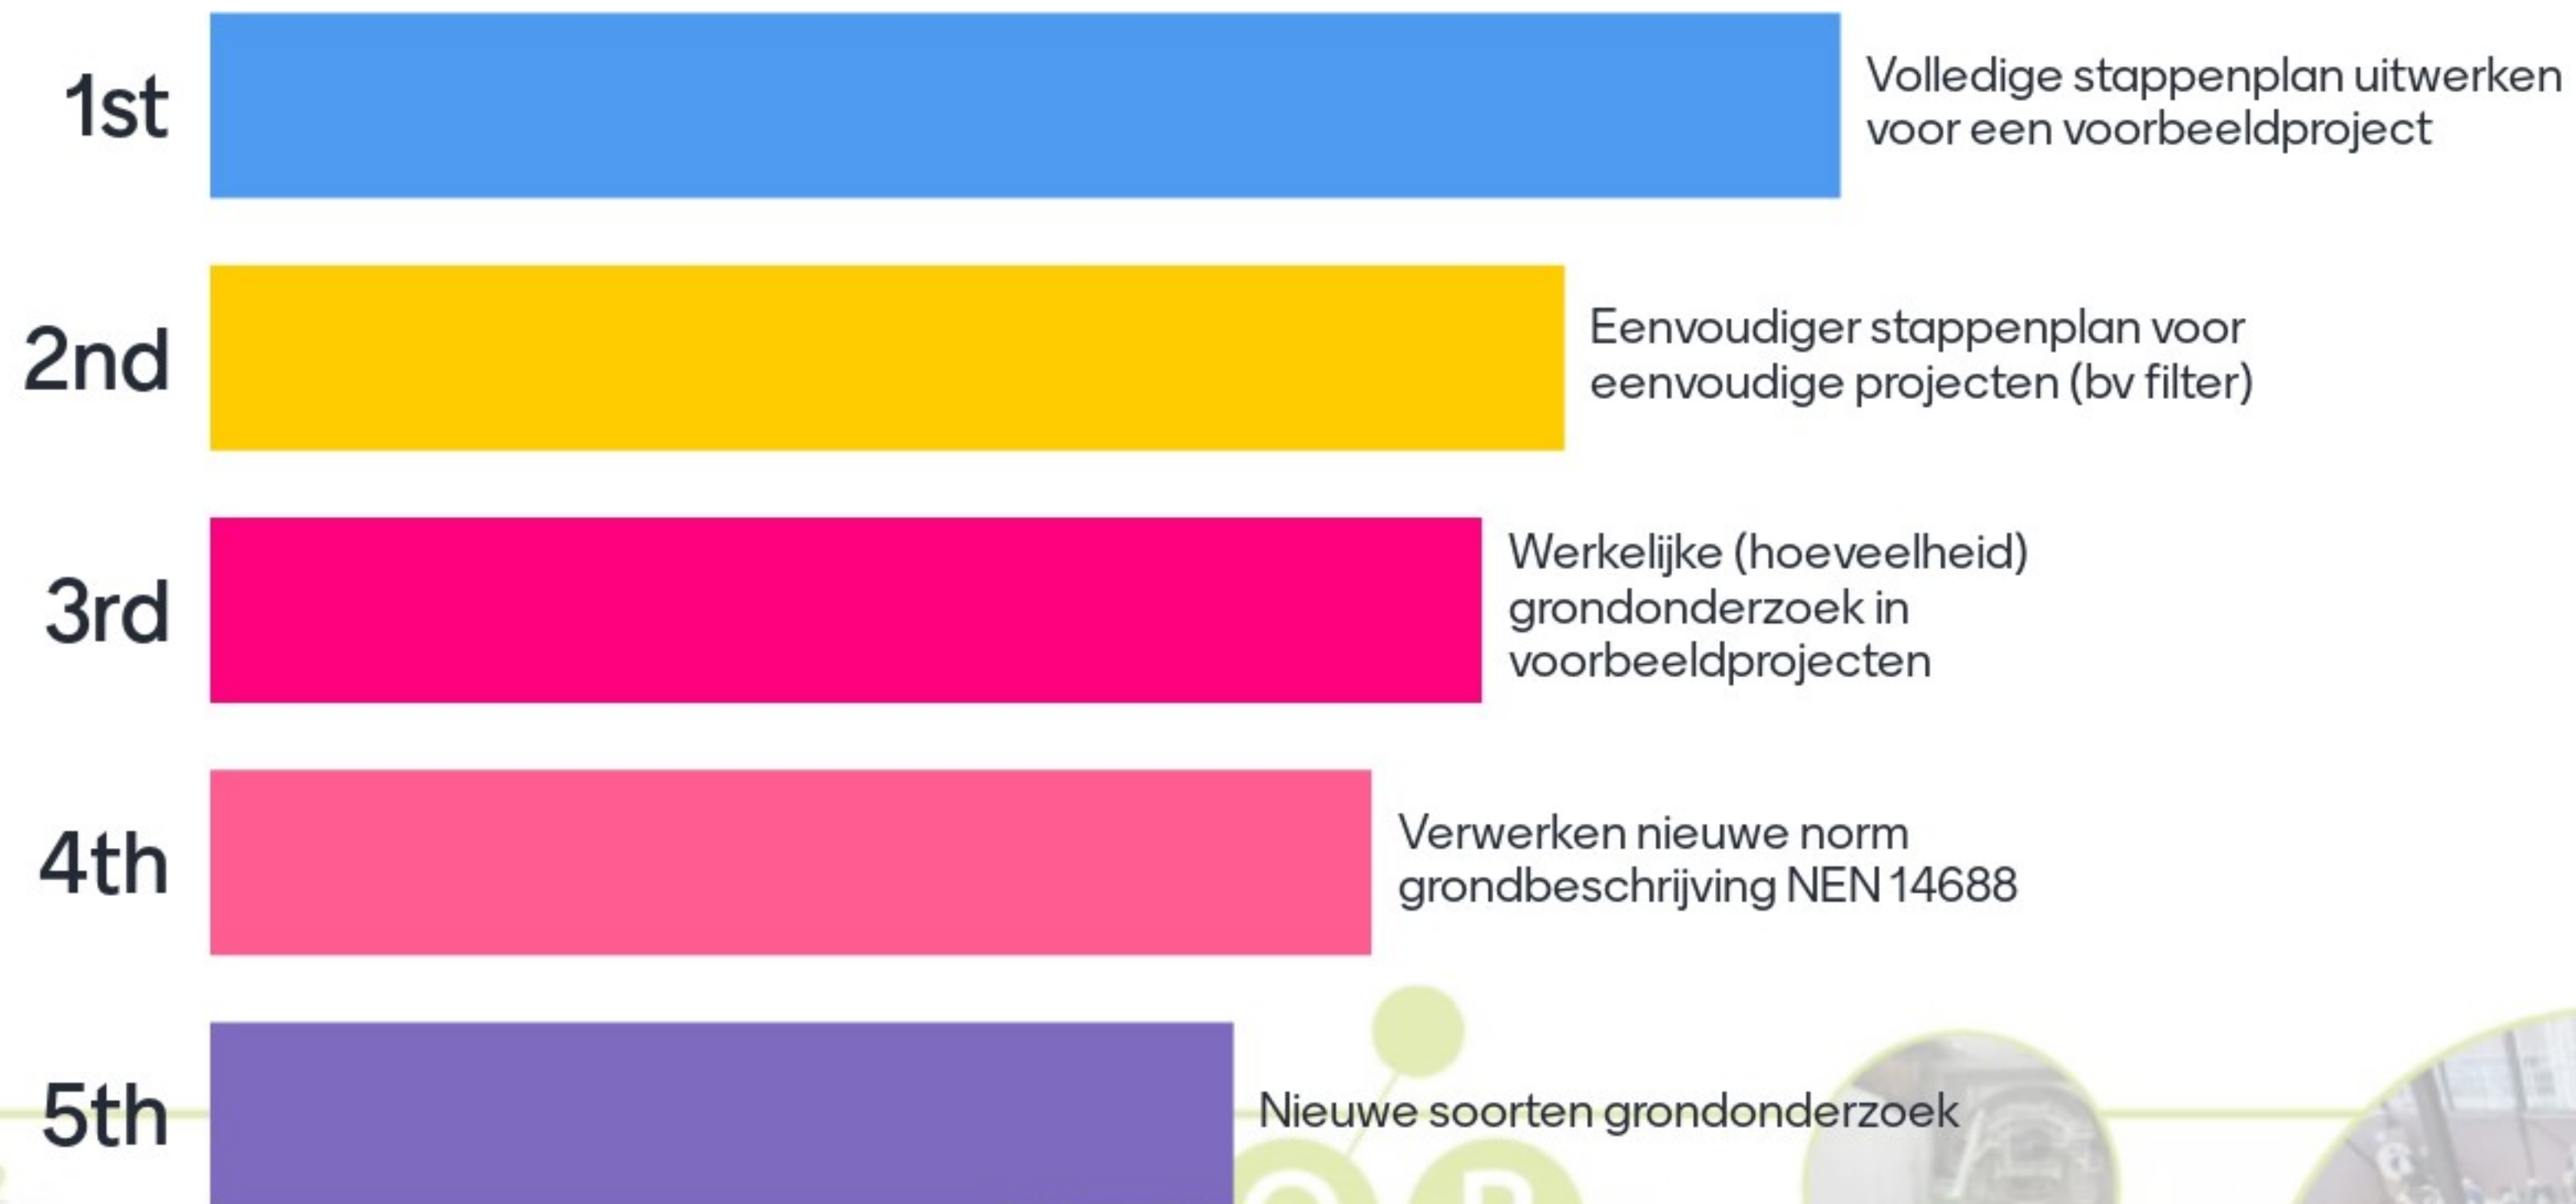 1st
Volledige stappenplan uitwerken
voor een voorbeeldproject
2nd
Eenvoudiger stappenplan voor
eenvoudige projecten (bv filter)
3rd
Werkelijke (hoeveelheid)
grondonderzoek in
voorbeeldprojecten
4th
Verwerken nieuwe norm
grondbeschrijving NEN 14688
5th
Nieuwe soorten grondonderzoek